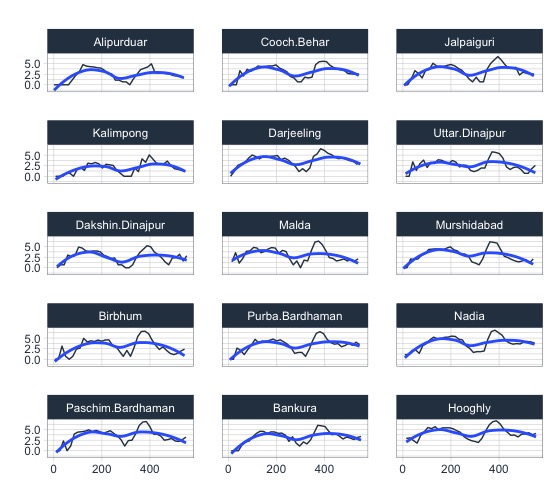 Alipurduar Cooch.Behar Jalpaiguri
5.0
2.5
0.0
Kalimpong Darjeeling Uttar.Dinajpur
5.0
2.5
0.0
Dakshin.Dinajpur Malda Murshidabad
5.0
2.5
0.0
Birbhum Purba.Bardhaman Nadia
5.0
2.5
0.0
Paschim.Bardhaman Bankura Hooghly
5.0
2.5
0.0
0 200 400 0 200 400 0 200 400